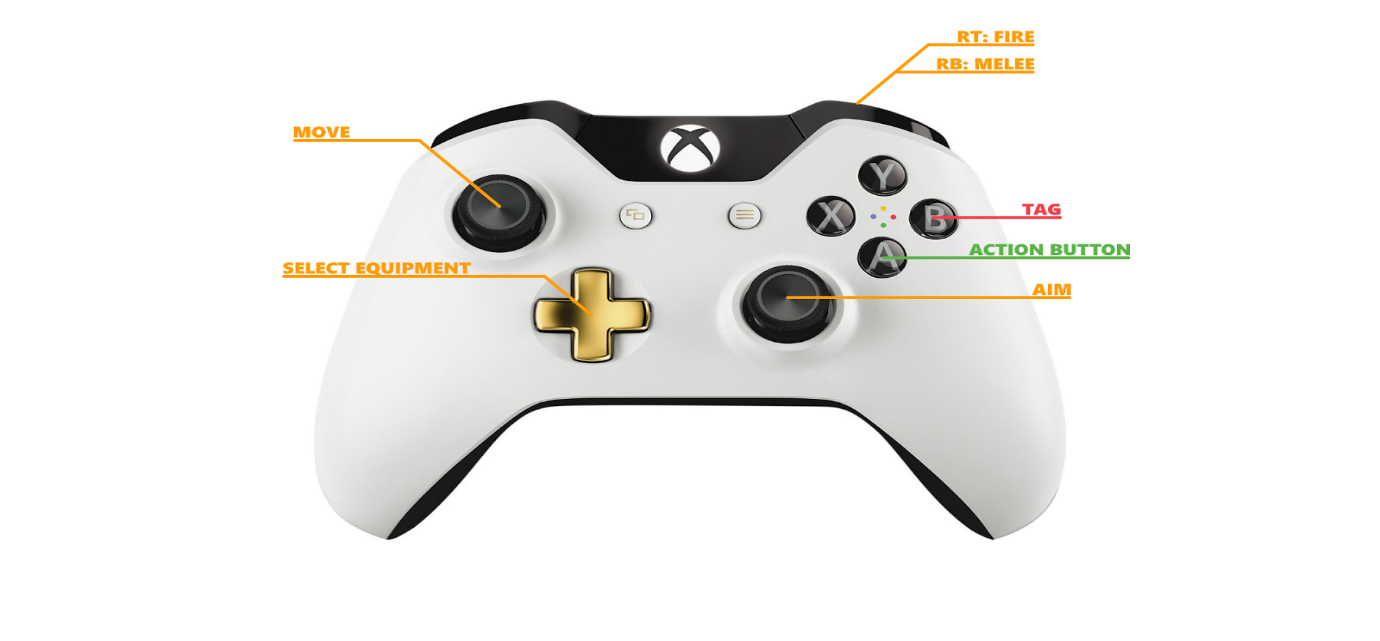 RT: FIRE
RB: MELEE
MOVE
Y
X
B
TAG
A
ACTION BUTTON
SELECT EQUIPMENT
AIM